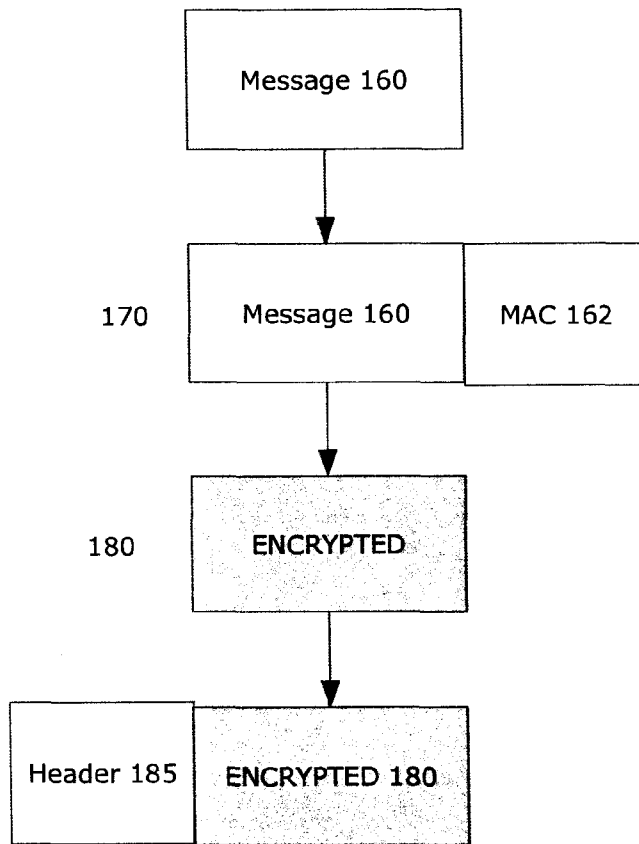 Message 160
170 Message 160 MAC 162
180 ENCRYPTED
Header 185 ENCRYPTED 180